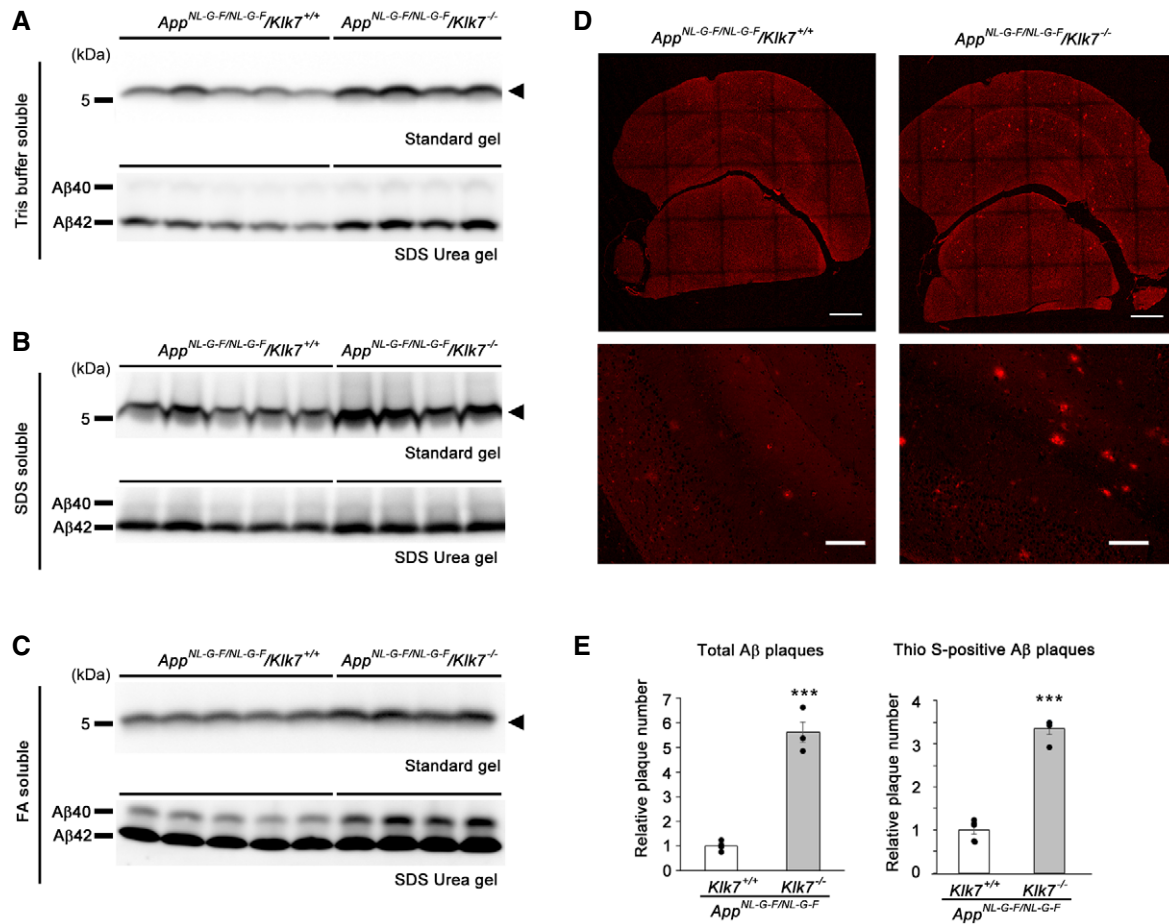 A
App^NL-G-F/NL-G-F/Klk7^+/+ App^NL-G-F/NL-G-F/Klk7^-/-
(kDa)
5
Standard gel
Aβ40
Aβ42
SDS Urea gel
Tris buffer soluble
B
App^NL-G-F/NL-G-F/Klk7^+/+ App^NL-G-F/NL-G-F/Klk7^-/-
(kDa)
5
Standard gel
Aβ40
Aβ42
SDS Urea gel
SDS soluble
C
App^NL-G-F/NL-G-F/Klk7^+/+ App^NL-G-F/NL-G-F/Klk7^-/-
(kDa)
5
Standard gel
Aβ40
Aβ42
SDS Urea gel
FA soluble
D
App^NL-G-F/NL-G-F/Klk7^+/+ App^NL-G-F/NL-G-F/Klk7^-/-
E
Total Aβ plaques
Relative plaque number
7
6
5
4
3
2
1
0
***
Klk7^+/+ Klk7^-/-
App^NL-G-F/NL-G-F
Thio S-positive Aβ plaques
Relative plaque number
4
3
2
1
0
***
Klk7^+/+ Klk7^-/-
App^NL-G-F/NL-G-F